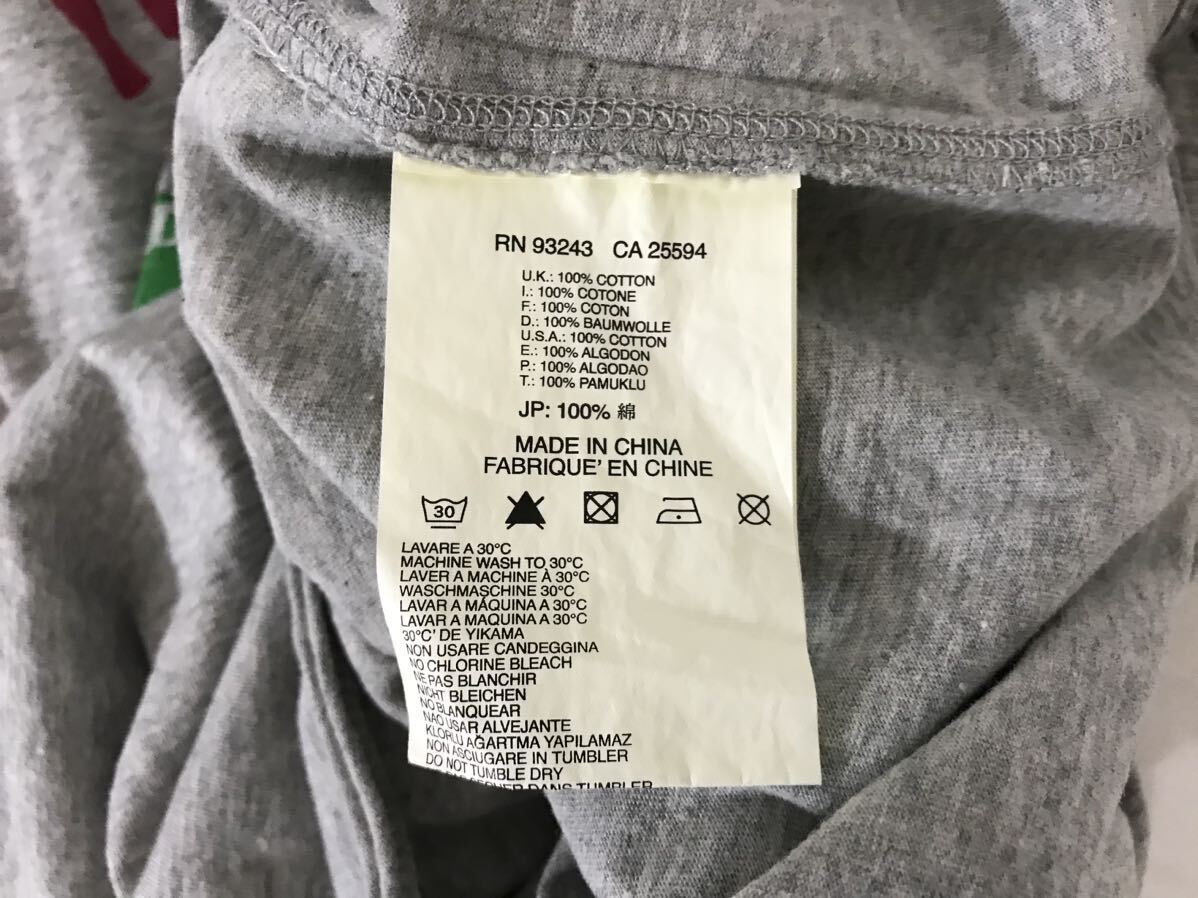 RN 93243 CA 25594
U.K.: 100% COTTON
I.: 100% COTONE
F.: 100% COTON
D.: 100% BAUMWOLLE
U.S.A.: 100% COTTON
E.: 100% ALGODON
P.: 100% ALGODAO
T.: 100% PAMUKLU
JP: 100% 綿
MADE IN CHINA
FABRIQUE' EN CHINE
30
LAVARE A 30°C
MACHINE WASH TO 30°C
LAVER A MACHINE À 30°C
WASCHMASCHINE 30°C
LAVAR A MÁQUINA A 30°C
LAVAR A MAQUINA A 30°C
30°C' DE YIKAMA
NON USARE CANDEGGINA
NO CHLORINE BLEACH
NE PAS BLANCHIR
NICHT BLEICHEN
NO BLANQUEAR
NAO USAR ALVEJANTE
KLORLU AĞARTMA YAPILAMAZ
NON ASCIUGARE IN TUMBLER
DO NOT TUMBLE DRY
DANS TUMBLER